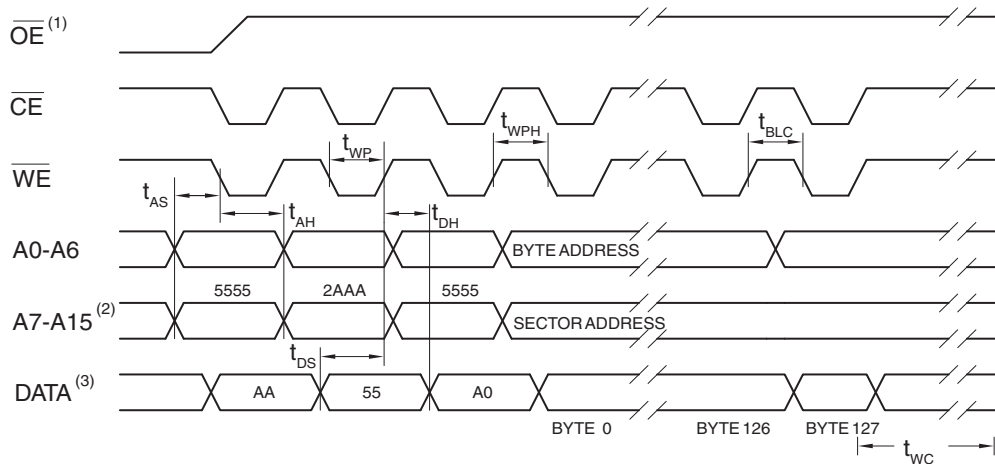 OE (1)
CE
tWP
tWPH
tBLC
WE
tAS
tAH
tDH
A0-A6
BYTE ADDRESS
5555
2AAA
5555
A7-A15 (2)
SECTOR ADDRESS
tDS
DATA (3)
AA
55
A0
BYTE 0
BYTE 126
BYTE 127
tWC